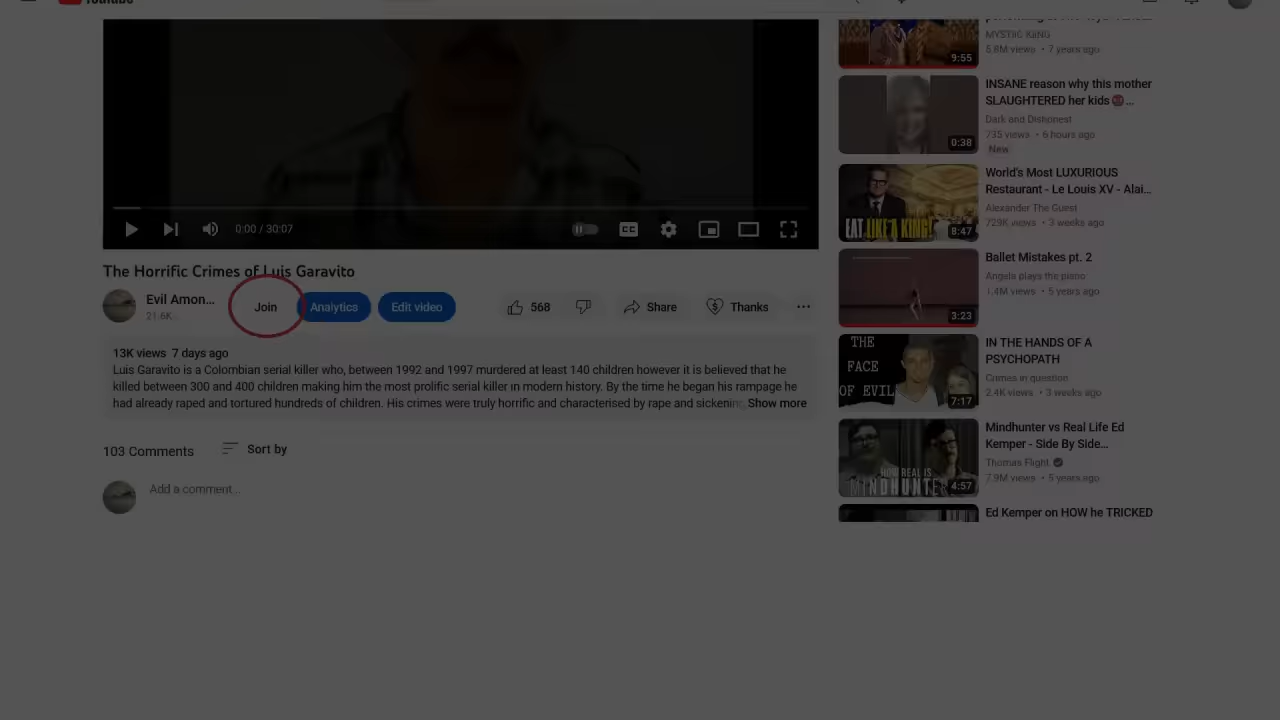 YouTube
0:00 / 30:07
CC
The Horrific Crimes of Luis Garavito
Evil Amon...
21.6K
Join
Analytics
Edit video
568
Share
Thanks
13K views 7 days ago
Luis Garavito is a Colombian serial killer who, between 1992 and 1997 murdered at least 140 children however it is believed that he
killed between 300 and 400 children making him the most prolific serial killer in modern history. By the time he began his rampage he
had already raped and tortured hundreds of children. His crimes were truly horrific and characterised by rape and sickening Show more
103 Comments
Sort by
Add a comment...
9:55
5.8M views • 7 years ago
0:38
INSANE reason why this mother
SLAUGHTERED her kids
...
Dark and Dishonest
735 views • 6 hours ago
New
EAT LIKE A KING!
8:47
World's Most LUXURIOUS
Restaurant - Le Louis XV - Alai...
Alexander The Guest
729K views • 3 weeks ago
3:23
Ballet Mistakes pt. 2
Angela plays the piano
1.4M views • 5 years ago
THE
FACE
OF EVIL
7:17
IN THE HANDS OF A
PSYCHOPATH
Crimes in question
2.4K views • 3 weeks ago
HOW REAL IS
MINDHUNTER
4:57
Mindhunter vs Real Life Ed
Kemper - Side By Side...
Thomas Flight
7.9M views • 5 years ago
Ed Kemper on HOW he TRICKED